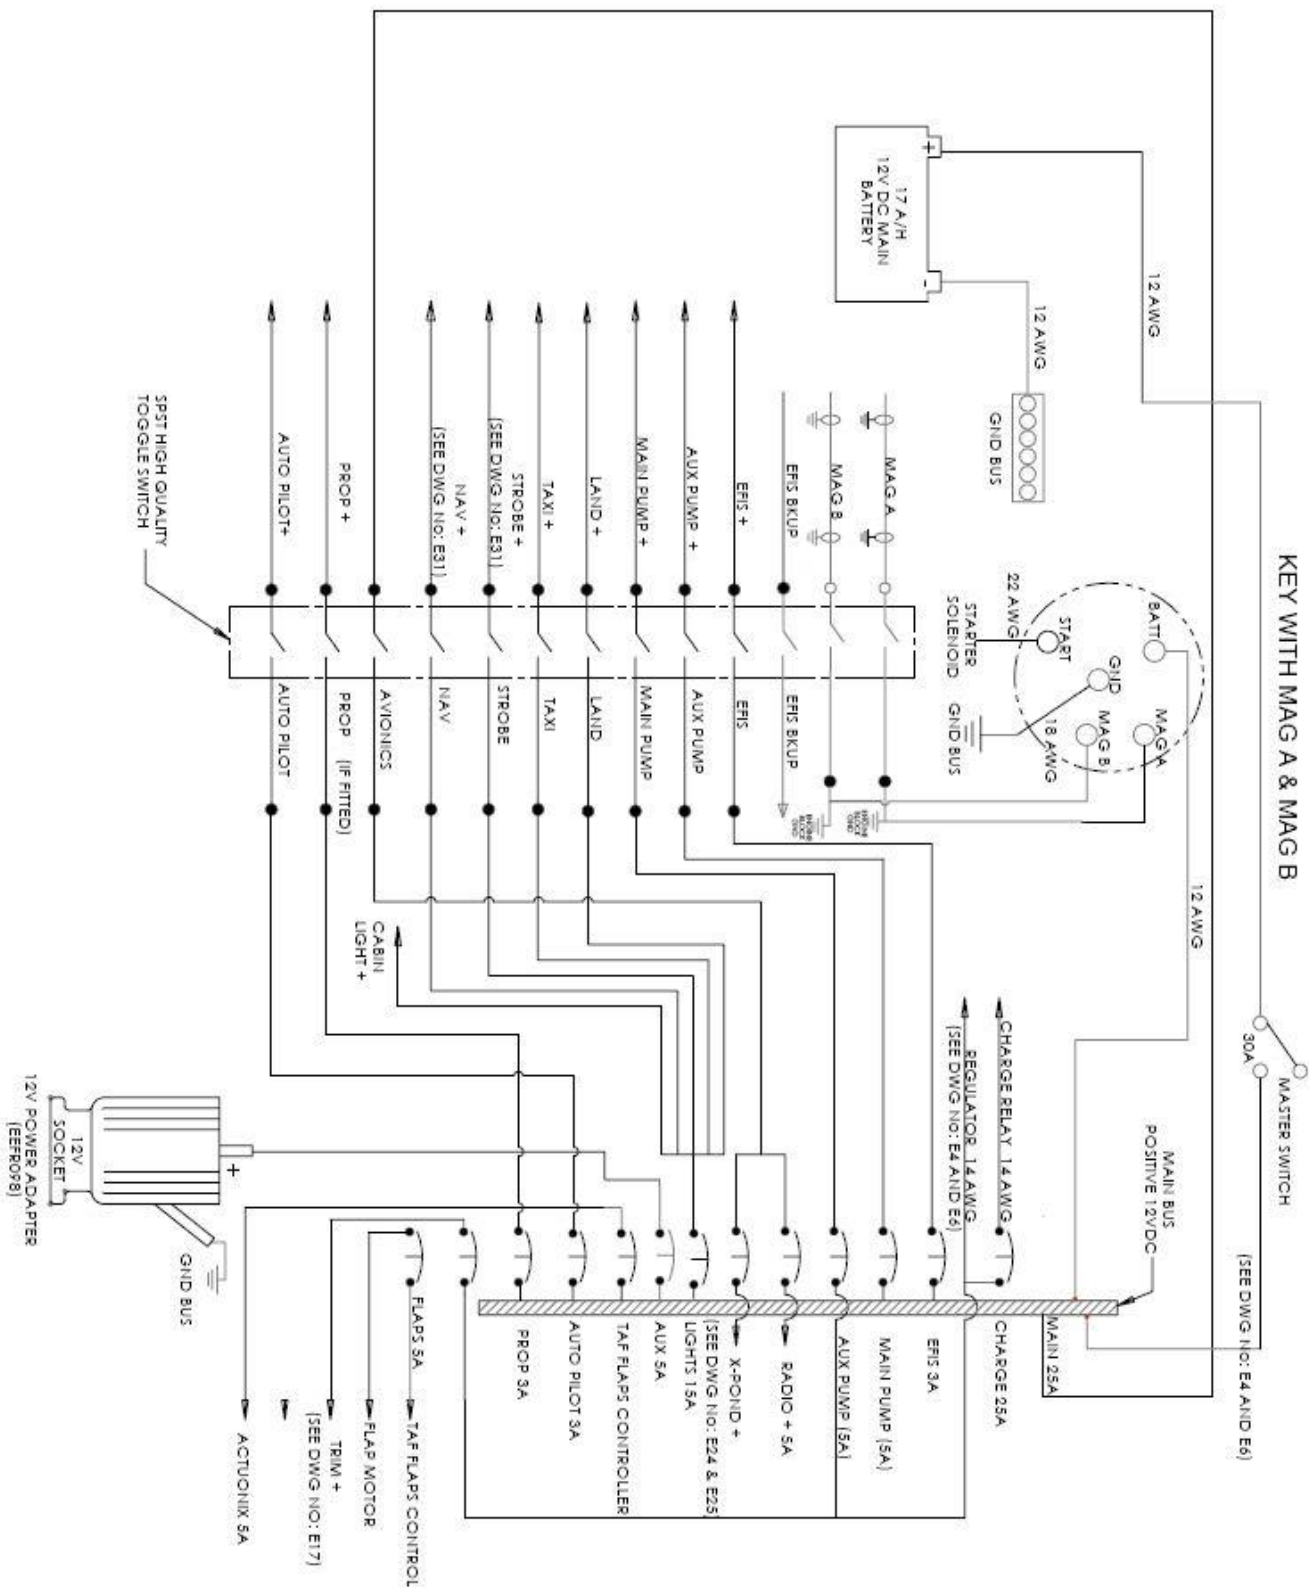 KEY WITH MAG A & MAG B
MASTER SWITCH
30A
(SEE DWG No: E4 AND E6)
12 AWG
12 AWG
12 AWG
MAIN BUS
POSITIVE 12VDC
+
-
17 A/H
12V DC MAIN
BATTERY
GND BUS
BATT
START
GND
MAG A
MAG B
22 AWG
STARTER
SOLENOID
GND BUS
18 AWG
MAG A
MAG B
ENGINE
BLOCK
GND
ENGINE
BLOCK
GND
EFIS BKUP
EFIS BKUP
EFIS +
EFIS
AUX PUMP +
AUX PUMP
MAIN PUMP +
MAIN PUMP
LAND +
LAND
TAXI +
TAXI
STROBE +
(SEE DWG No: E31)
STROBE
NAV +
(SEE DWG No: E31)
NAV
AVIONICS
PROP +
PROP (IF FITTED)
AUTO PILOT+
AUTO PILOT
SPST HIGH QUALITY
TOGGLE SWITCH
CABIN
LIGHT +
CHARGE RELAY 14 AWG
REGULATOR 14 AWG
(SEE DWG No: E4 AND E6)
MAIN 25A
CHARGE 25A
EFIS 3A
MAIN PUMP (5A)
AUX PUMP (5A)
RADIO + 5A
X-POND +
(SEE DWG No: E24 & E25)
LIGHTS 15A
AUX 5A
TAF FLAPS CONTROLLER
AUTO PILOT 3A
PROP 3A
FLAPS 5A
TAF FLAPS CONTROL
FLAP MOTOR
TRIM +
(SEE DWG NO: E17)
ACTUONIX 5A
+
12V
SOCKET
GND BUS
12V POWER ADAPTER
(EEFR098)